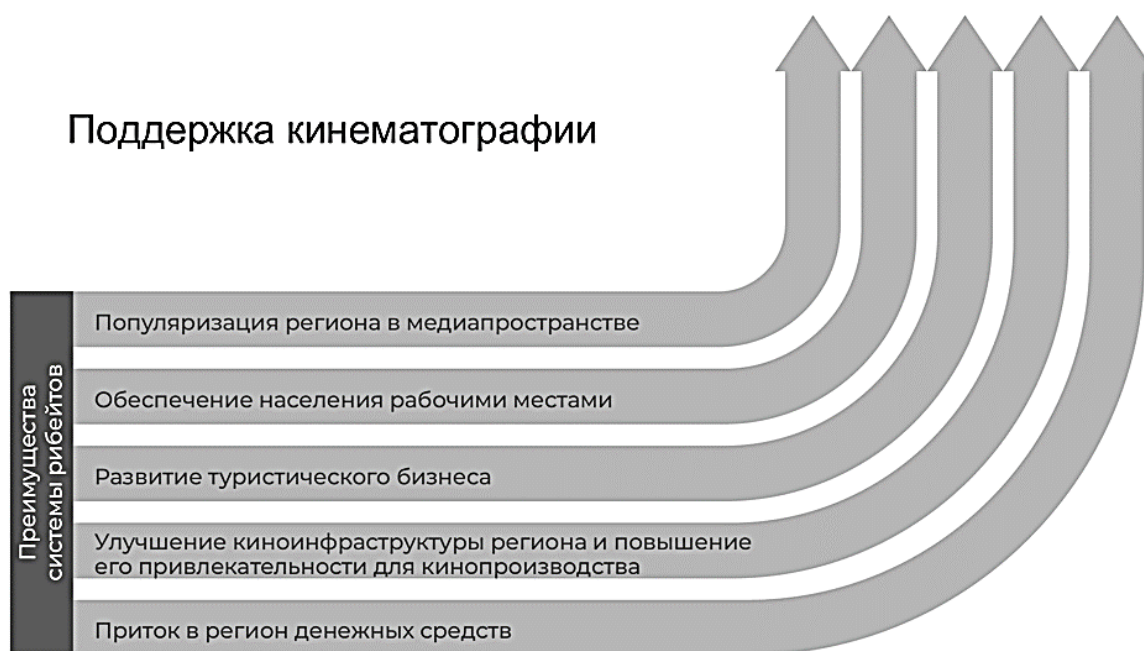 Поддержка кинематографии
Преимущества
системы рибейтов
Популяризация региона в медиапространстве
Обеспечение населения рабочими местами
Развитие туристического бизнеса
Улучшение киноинфраструктуры региона и повышение
его привлекательности для кинопроизводства
Приток в регион денежных средств